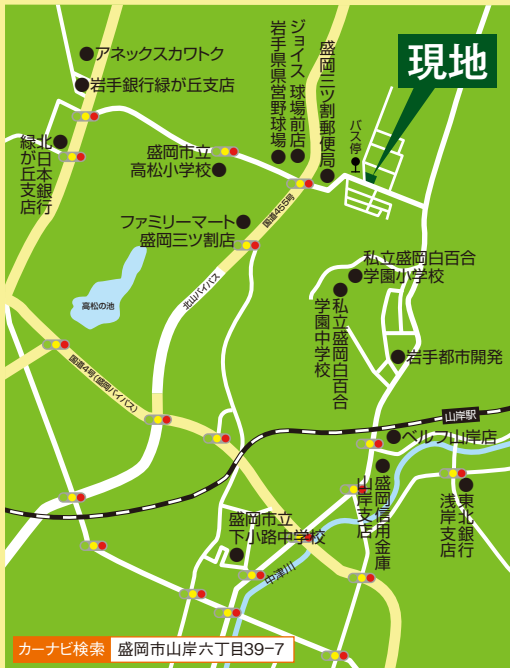 アネックスカワトク
岩手銀行緑が丘支店
北日本銀行
緑が丘支店
盛岡市立
高松小学校
岩手県県営野球場
ジョイス 球場前店
盛岡三ツ割郵便局
バス停
現地
ファミリーマート
盛岡三ツ割店
国道455号
私立盛岡白百合
学園小学校
私立盛岡白百合
学園中学校
高松の池
北山バイパス
岩手都市開発
国道4号(盛岡バイパス)
山岸駅
ベルフ山岸店
盛岡信用金庫
山岸支店
東北銀行
浅岸支店
盛岡市立
下小路中学校
中津川
カーナビ検索 盛岡市山岸六丁目39-7